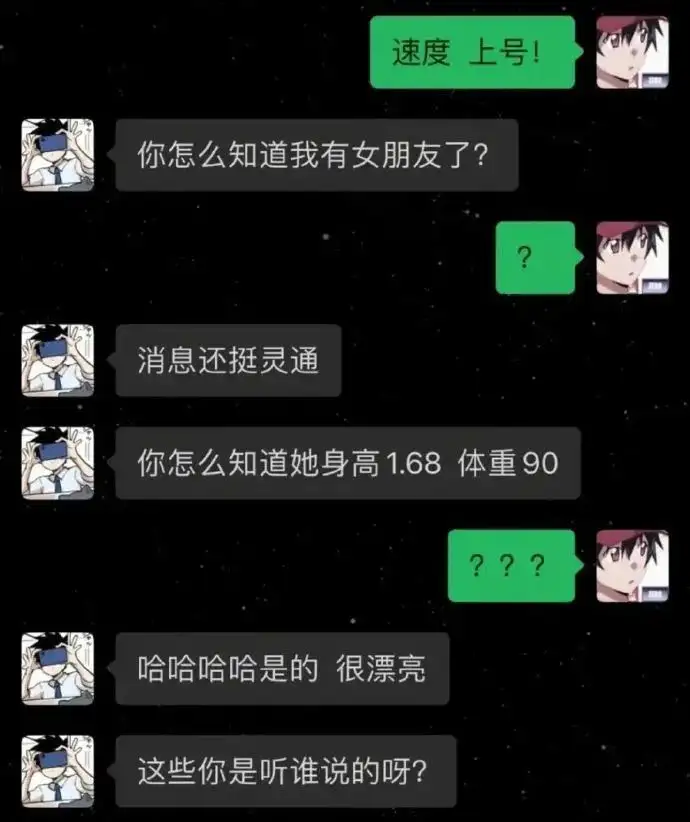 速度 上号！
你怎么知道我有女朋友了？
？
消息还挺灵通
你怎么知道她身高1.68 体重90
？？？
哈哈哈哈是的 很漂亮
这些你是听谁说的呀？